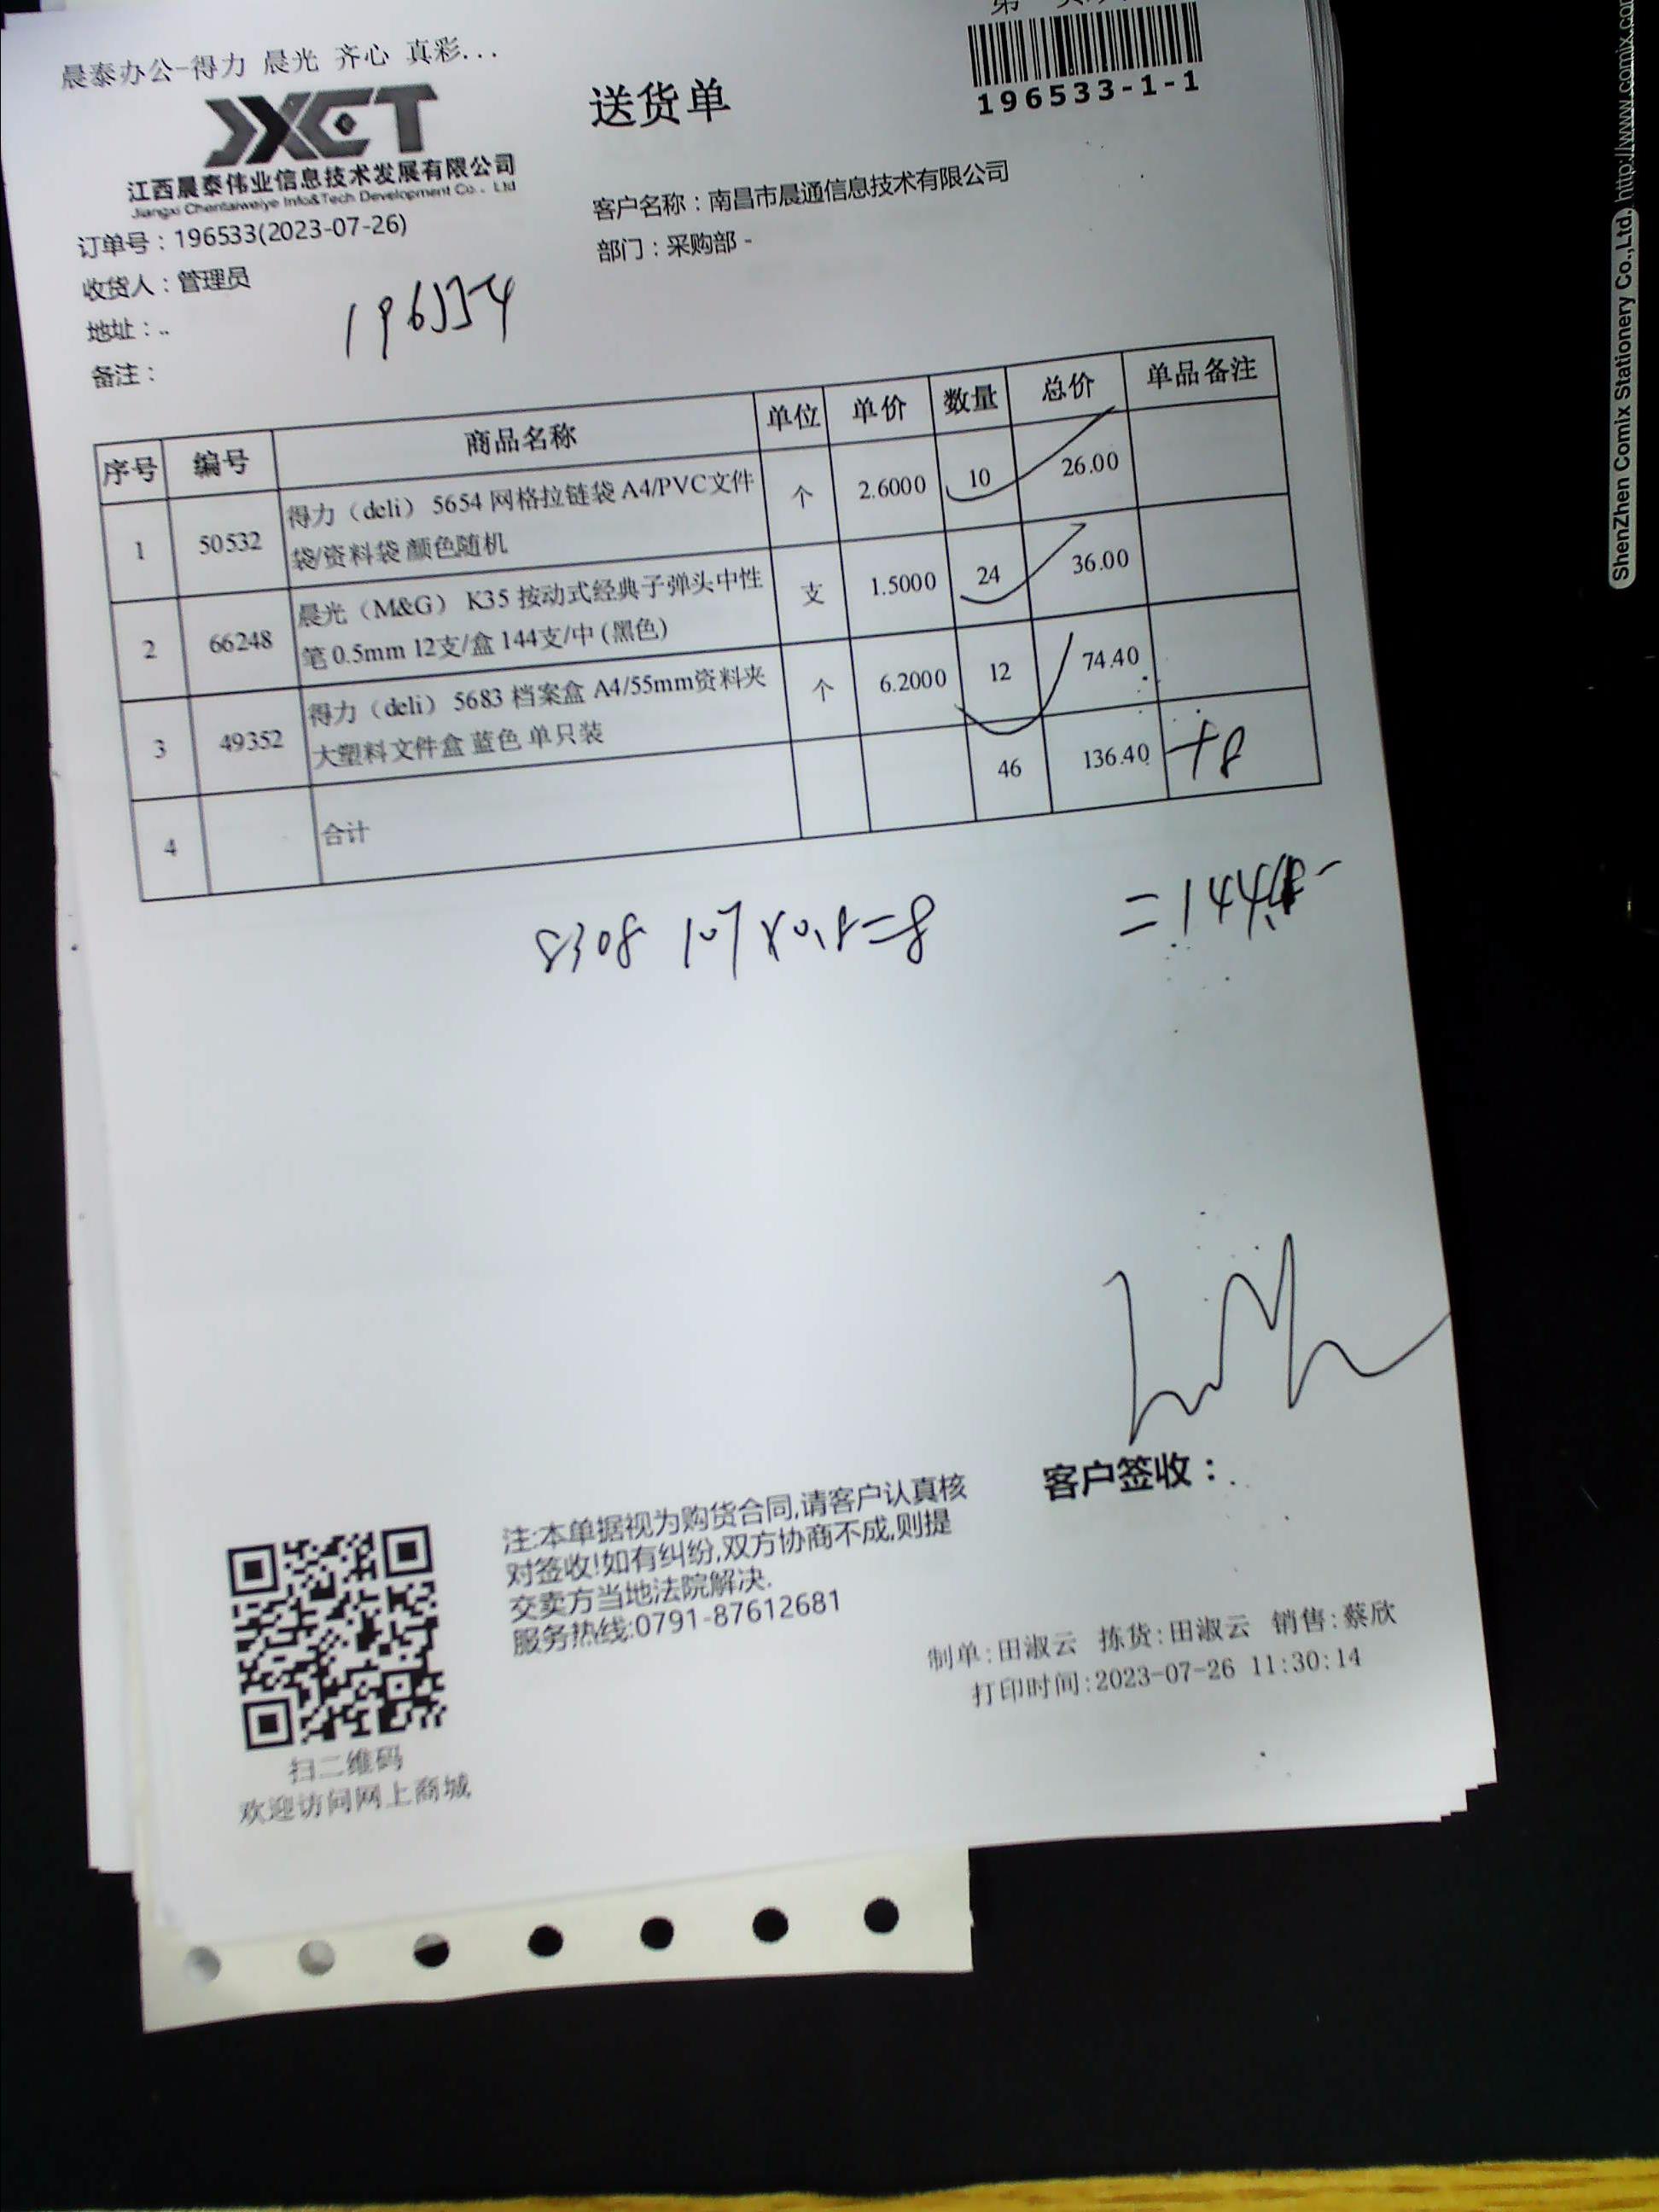 晨泰办公-得力 晨光 齐心 真彩...
JXCT
江西晨泰伟业信息技术发展有限公司
Jiangxi Chentaiweiye Info&Tech Development Co., Ltd
送货单
196533-1-1
订单号：196533(2023-07-26)
客户名称：南昌市晨通信息技术有限公司
收货人：管理员
部门：采购部 -
地址：..
备注：
196534
序号 编号 商品名称 单位 单价 数量 总价 单品备注
1 50532 得力（deli） 5654 网格拉链袋 A4/PVC文件 个 2.6000 10 26.00
袋/资料袋 颜色随机
2 66248 晨光（M&G） K35 按动式经典子弹头中性 支 1.5000 24 36.00
笔 0.5mm 12支/盒 144支/中 (黑色)
3 49352 得力（deli） 5683 档案盒 A4/55mm资料夹 个 6.2000 12 74.40
大塑料文件盒 蓝色 单只装
4 合计 46 136.40 +8
8308 10×0.8=8
=144
客户签收：
注:本单据视为购货合同,请客户认真核
对签收!如有纠纷,双方协商不成,则提
交卖方当地法院解决.
服务热线:0791-87612681
制单:田淑云 拣货:田淑云 销售:蔡欣
打印时间:2023-07-26 11:30:14
扫二维码
欢迎访问网上商城
ShenZhen Comix Stationery Co.,Ltd. http://www.comix.com